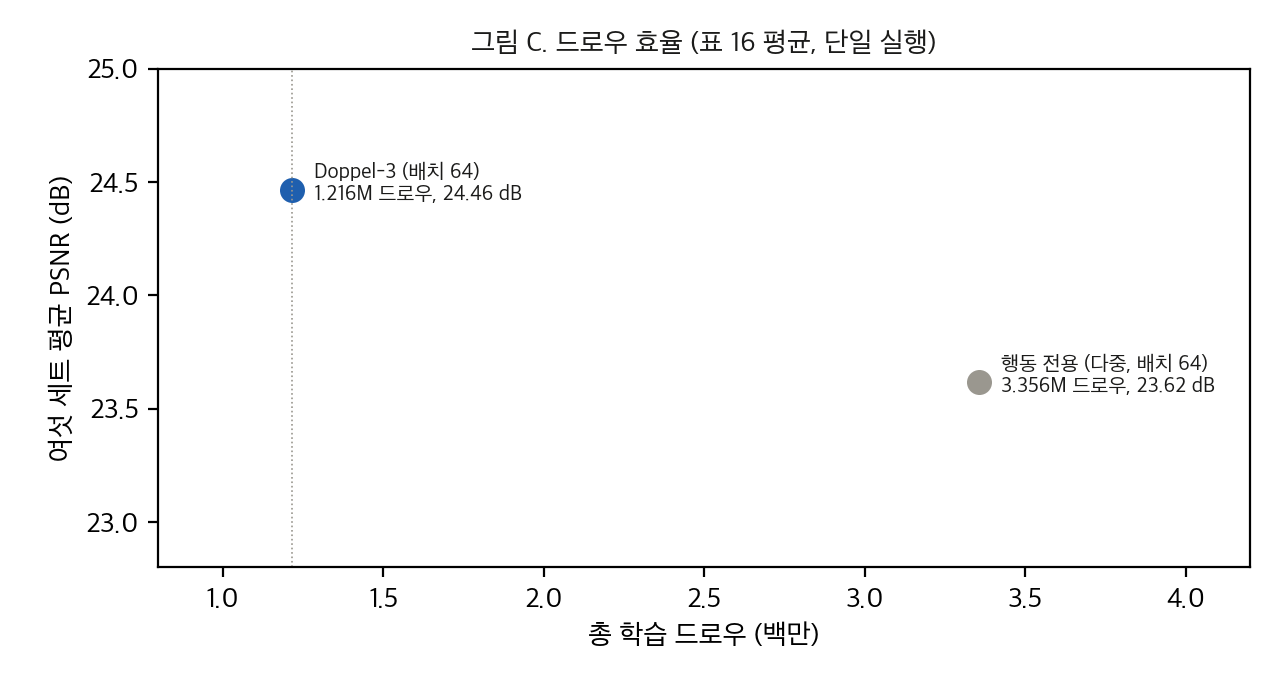 그림 C. 드로우 효율 (표 16 평균, 단일 실행)
여섯 세트 평균 PSNR (dB)
25.0
24.5
24.0
23.5
23.0
Doppel-3 (배치 64)
1.216M 드로우, 24.46 dB
행동 전용 (다중, 배치 64)
3.356M 드로우, 23.62 dB
1.0 1.5 2.0 2.5 3.0 3.5 4.0
총 학습 드로우 (백만)